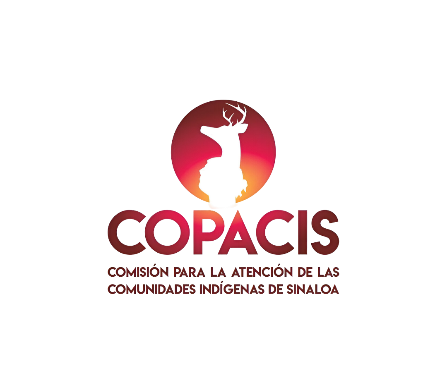 COPACIS
COMISIÓN PARA LA ATENCIÓN DE LAS
COMUNIDADES INDÍGENAS DE SINALOA